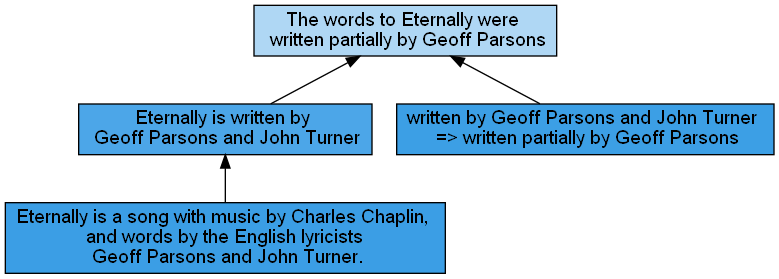 The words to Eternally were
written partially by Geoff Parsons
Eternally is written by
Geoff Parsons and John Turner
written by Geoff Parsons and John Turner
=> written partially by Geoff Parsons
Eternally is a song with music by Charles Chaplin,
and words by the English lyricists
Geoff Parsons and John Turner.